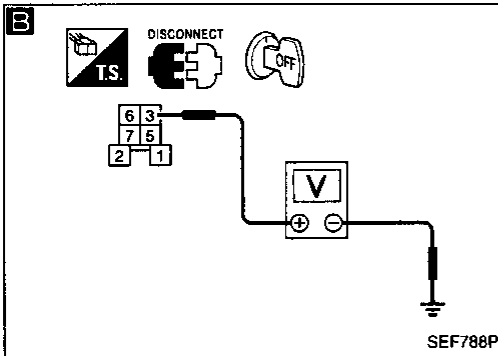 B
DISCONNECT
T.S.
OFF
6 3
7 5
2 1
V
+ −
SEF788P